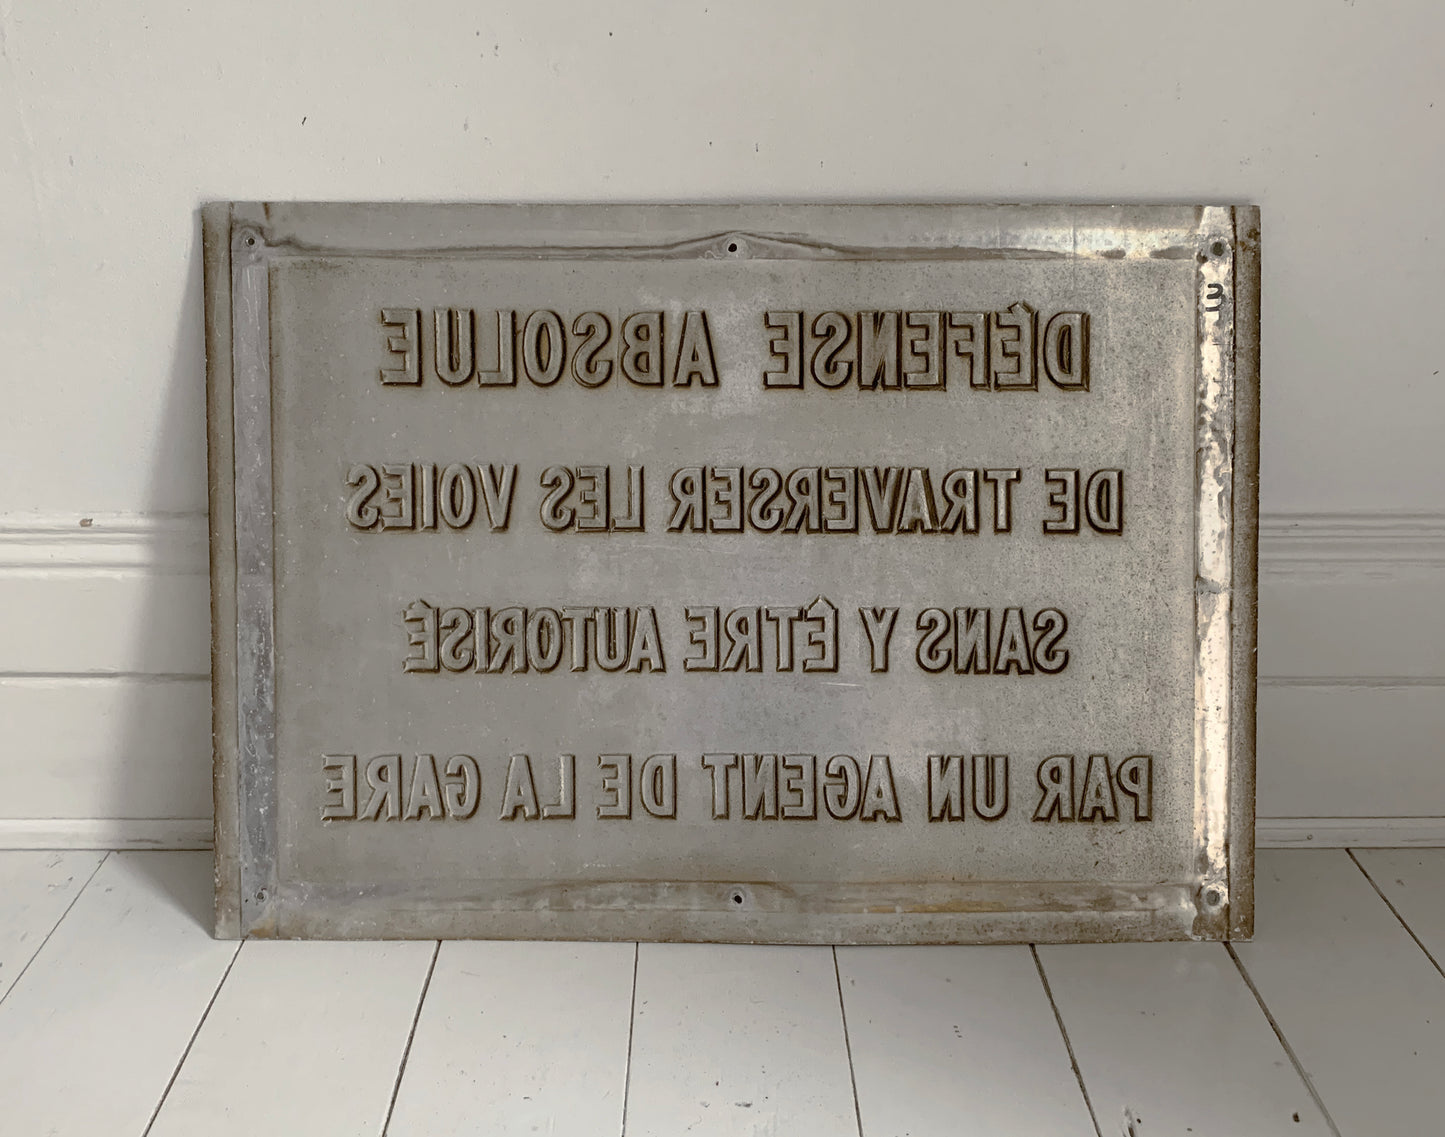 DÉFENSE ABSOLUE
DE TRAVERSER LES VOIES
SANS Y ÊTRE AUTORISÉ
PAR UN AGENT DE LA GARE